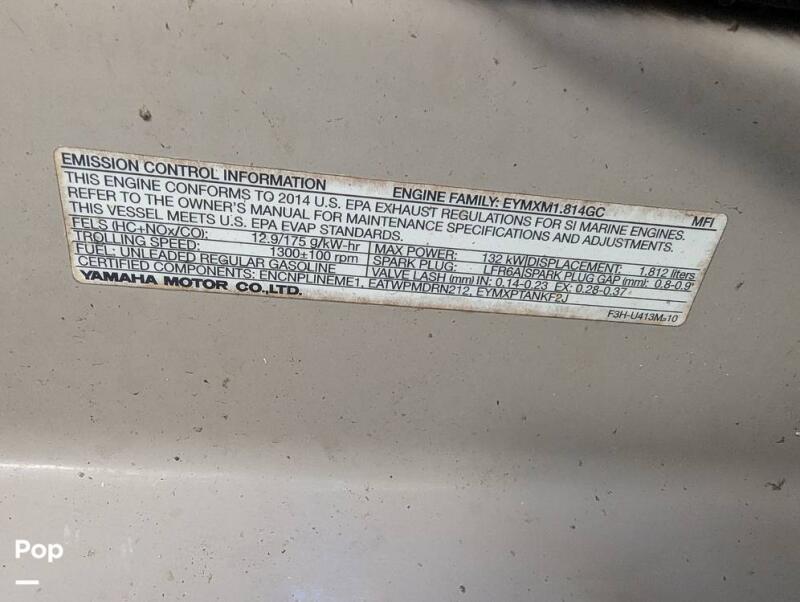 EMISSION CONTROL INFORMATION ENGINE FAMILY: EYMXM1.814GC MFI
THIS ENGINE CONFORMS TO 2014 U.S. EPA EXHAUST REGULATIONS FOR SI MARINE ENGINES.
REFER TO THE OWNER'S MANUAL FOR MAINTENANCE SPECIFICATIONS AND ADJUSTMENTS.
THIS VESSEL MEETS U.S. EPA EVAP STANDARDS.
FELS (HC+NOx/CO): 12.9/175 g/kW-hr MAX POWER: 132 kW DISPLACEMENT: 1,812 liters
TROLLING SPEED: 1300±100 rpm SPARK PLUG: LFR6A SPARK PLUG GAP (mm): 0.8-0.9
FUEL: UNLEADED REGULAR GASOLINE VALVE LASH (mm) IN: 0.14-0.23 EX: 0.28-0.37
CERTIFIED COMPONENTS: ENCNPLINEME1, EATWPMDRN212, EYMXPTANKF2J
YAMAHA MOTOR CO.,LTD. F3H-U413M-10
Pop